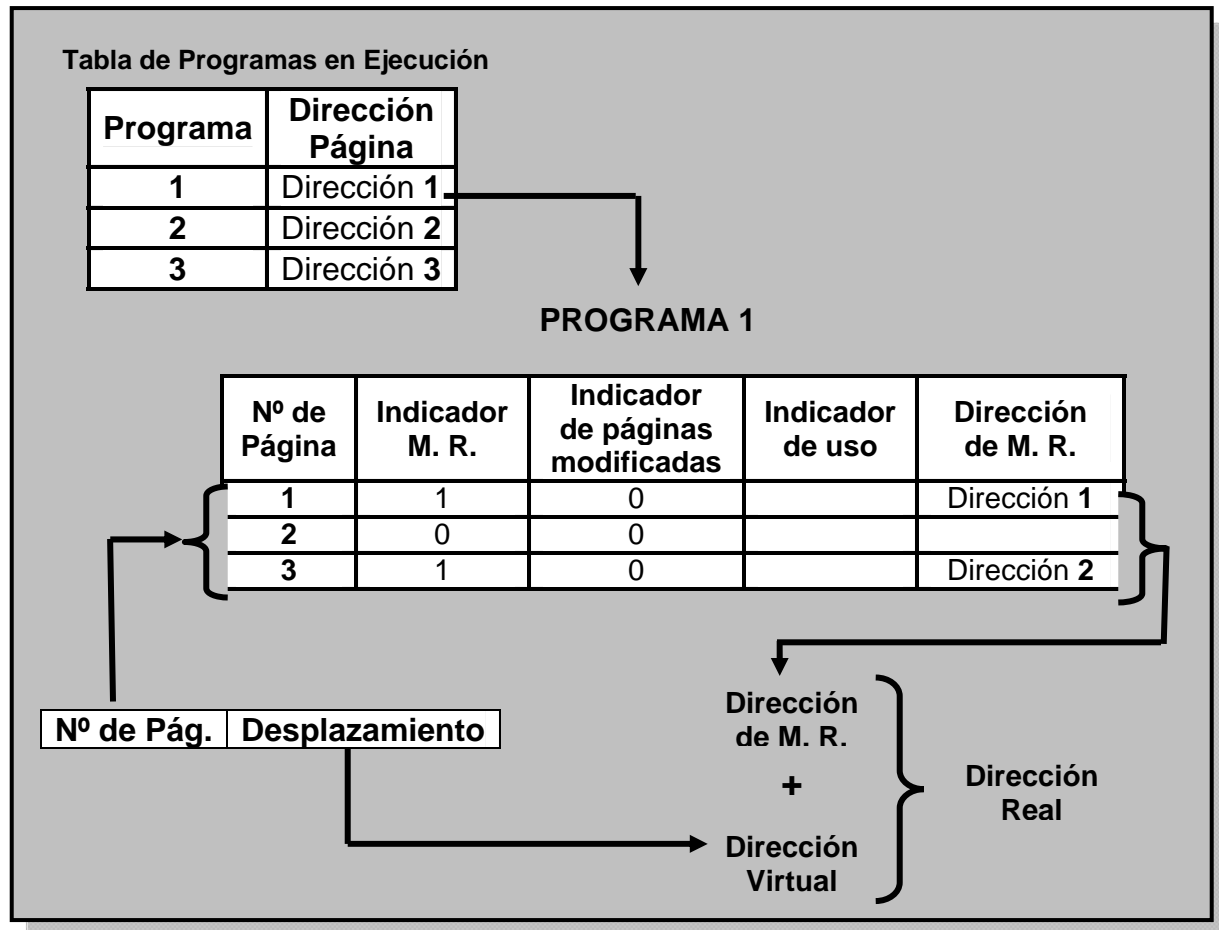 Tabla de Programas en Ejecución
Programa Dirección
Página
1 Dirección 1
2 Dirección 2
3 Dirección 3
PROGRAMA 1
Nº de
Página
Indicador
M. R.
Indicador
de páginas
modificadas
Indicador
de uso
Dirección
de M. R.
1 1 0 Dirección 1
2 0 0
3 1 0 Dirección 2
Nº de Pág. Desplazamiento
Dirección
de M. R.
+
Dirección
Virtual
Dirección
Real